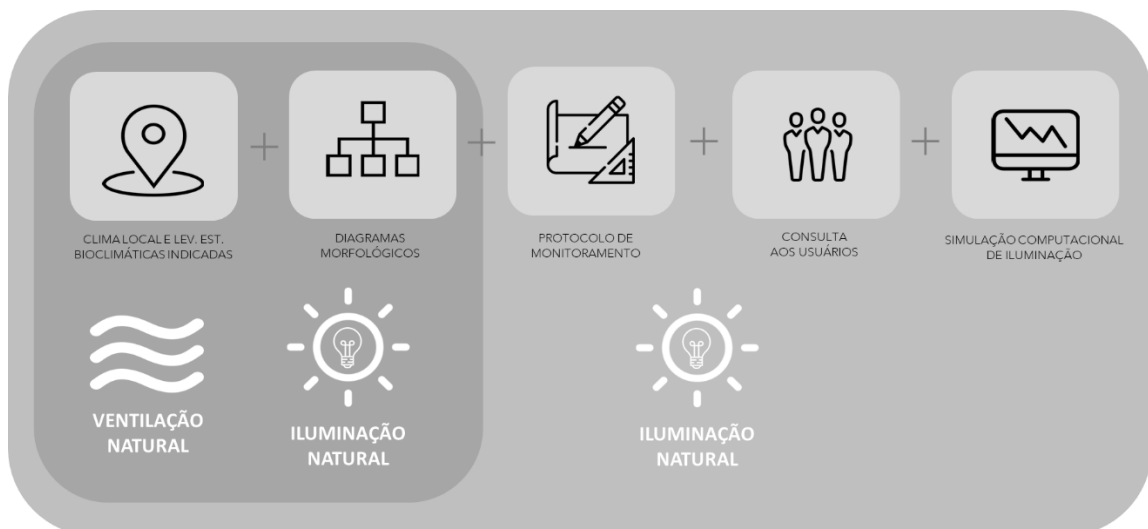 CLIMA LOCAL E LEV. EST.
BIOCLIMÁTICAS INDICADAS
DIAGRAMAS
MORFOLÓGICOS
PROTOCOLO DE
MONITORAMENTO
CONSULTA
AOS USUÁRIOS
SIMULAÇÃO COMPUTACIONAL
DE ILUMINAÇÃO
VENTILAÇÃO
NATURAL
ILUMINAÇÃO
NATURAL
ILUMINAÇÃO
NATURAL